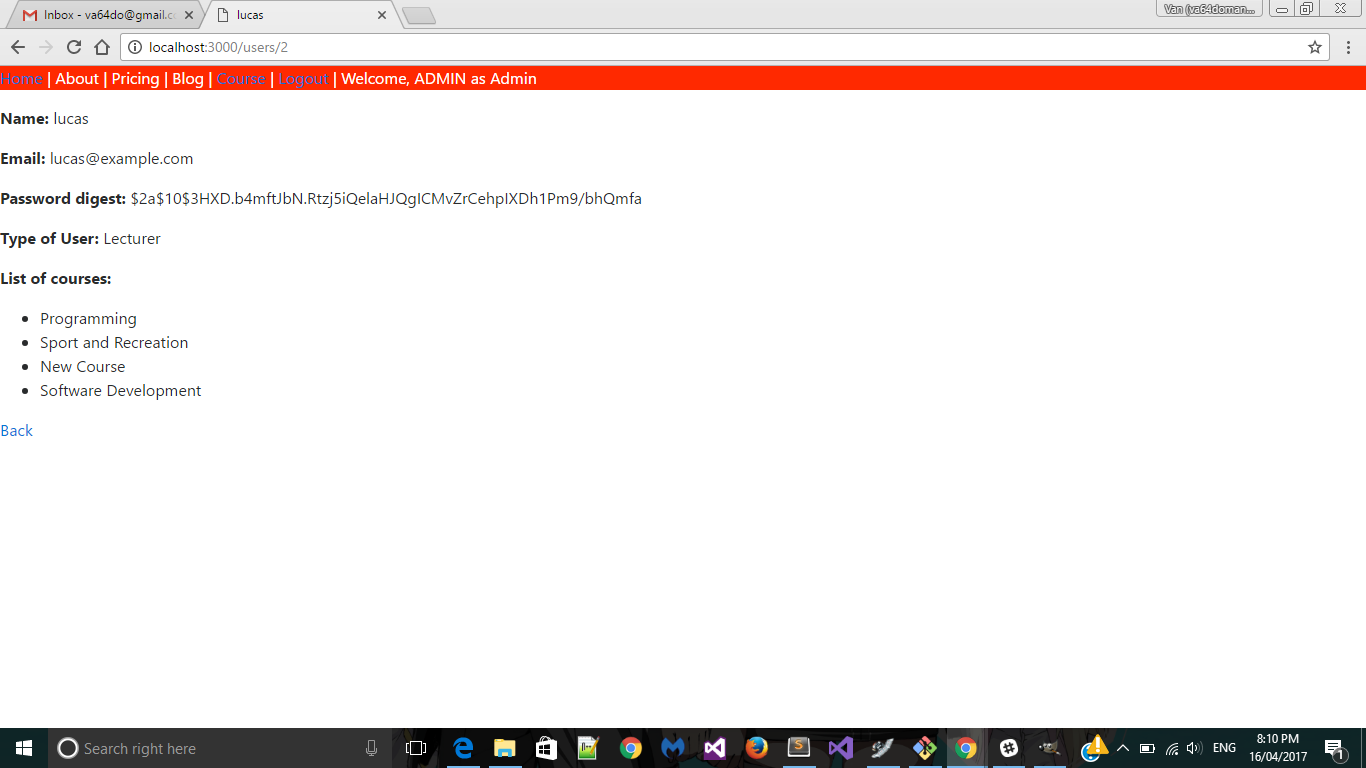 Inbox - va64do@gmail.c
lucas
Van (va64doman...
localhost:3000/users/2
Home | About | Pricing | Blog | Course | Logout | Welcome, ADMIN as Admin
Name: lucas
Email: lucas@example.com
Password digest: $2a$10$3HXD.b4mftJbN.Rtzj5iQelaHJQgICMvZrCehpIXDh1Pm9/bhQmfa
Type of User: Lecturer
List of courses:
Programming
Sport and Recreation
New Course
Software Development
Back
Search right here
ENG
8:10 PM
16/04/2017
1